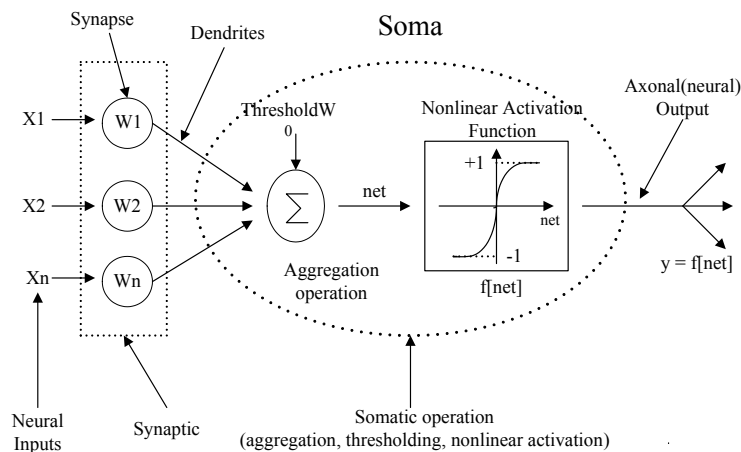 Synapse
Dendrites
Soma
Axonal(neural)
Output
X1
W1
ThresholdW
0
Nonlinear Activation
Function
+1
X2
W2
∑
net
net
-1
Xn
Wn
Aggregation
operation
f[net]
y = f[net]
Neural
Inputs
Synaptic
Somatic operation
(aggregation, thresholding, nonlinear activation)
.